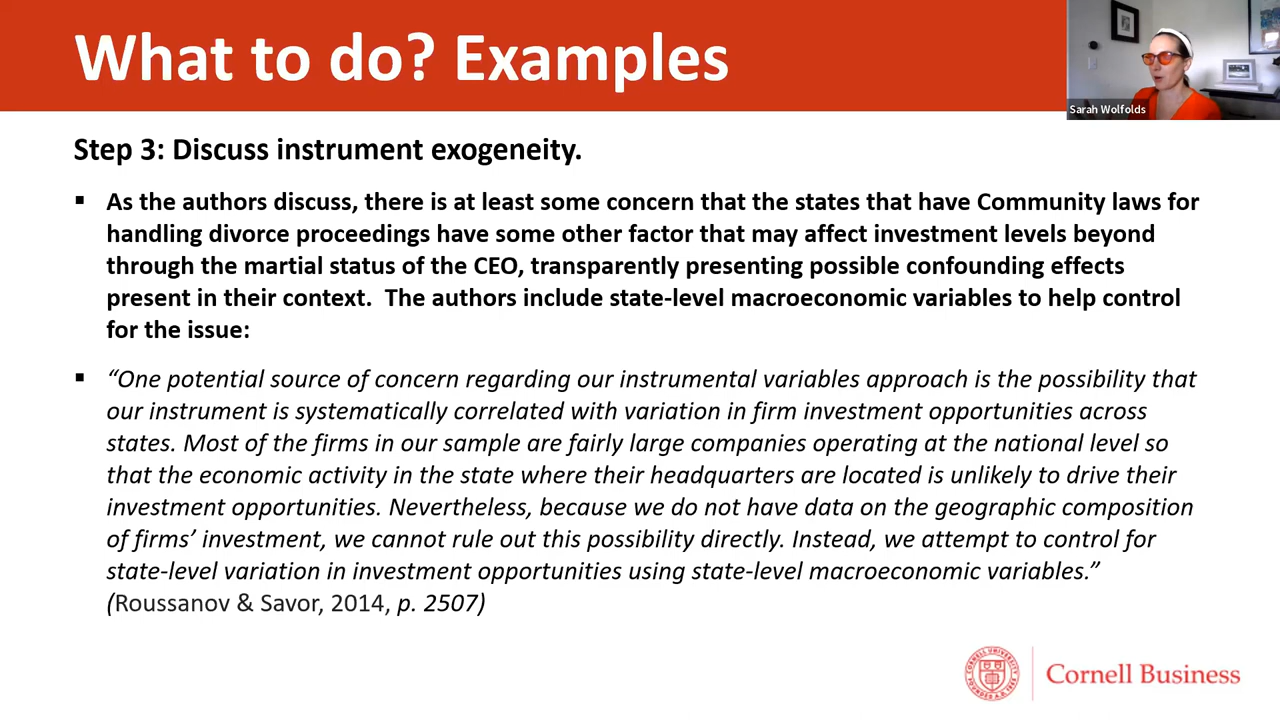 What to do? Examples
Sarah Wolfolds
Step 3: Discuss instrument exogeneity.
▪ As the authors discuss, there is at least some concern that the states that have Community laws for
handling divorce proceedings have some other factor that may affect investment levels beyond
through the martial status of the CEO, transparently presenting possible confounding effects
present in their context.  The authors include state-level macroeconomic variables to help control
for the issue:
▪ “One potential source of concern regarding our instrumental variables approach is the possibility that
our instrument is systematically correlated with variation in firm investment opportunities across
states. Most of the firms in our sample are fairly large companies operating at the national level so
that the economic activity in the state where their headquarters are located is unlikely to drive their
investment opportunities. Nevertheless, because we do not have data on the geographic composition
of firms’ investment, we cannot rule out this possibility directly. Instead, we attempt to control for
state-level variation in investment opportunities using state-level macroeconomic variables.”
(Roussanov & Savor, 2014, p. 2507)
Cornell Business